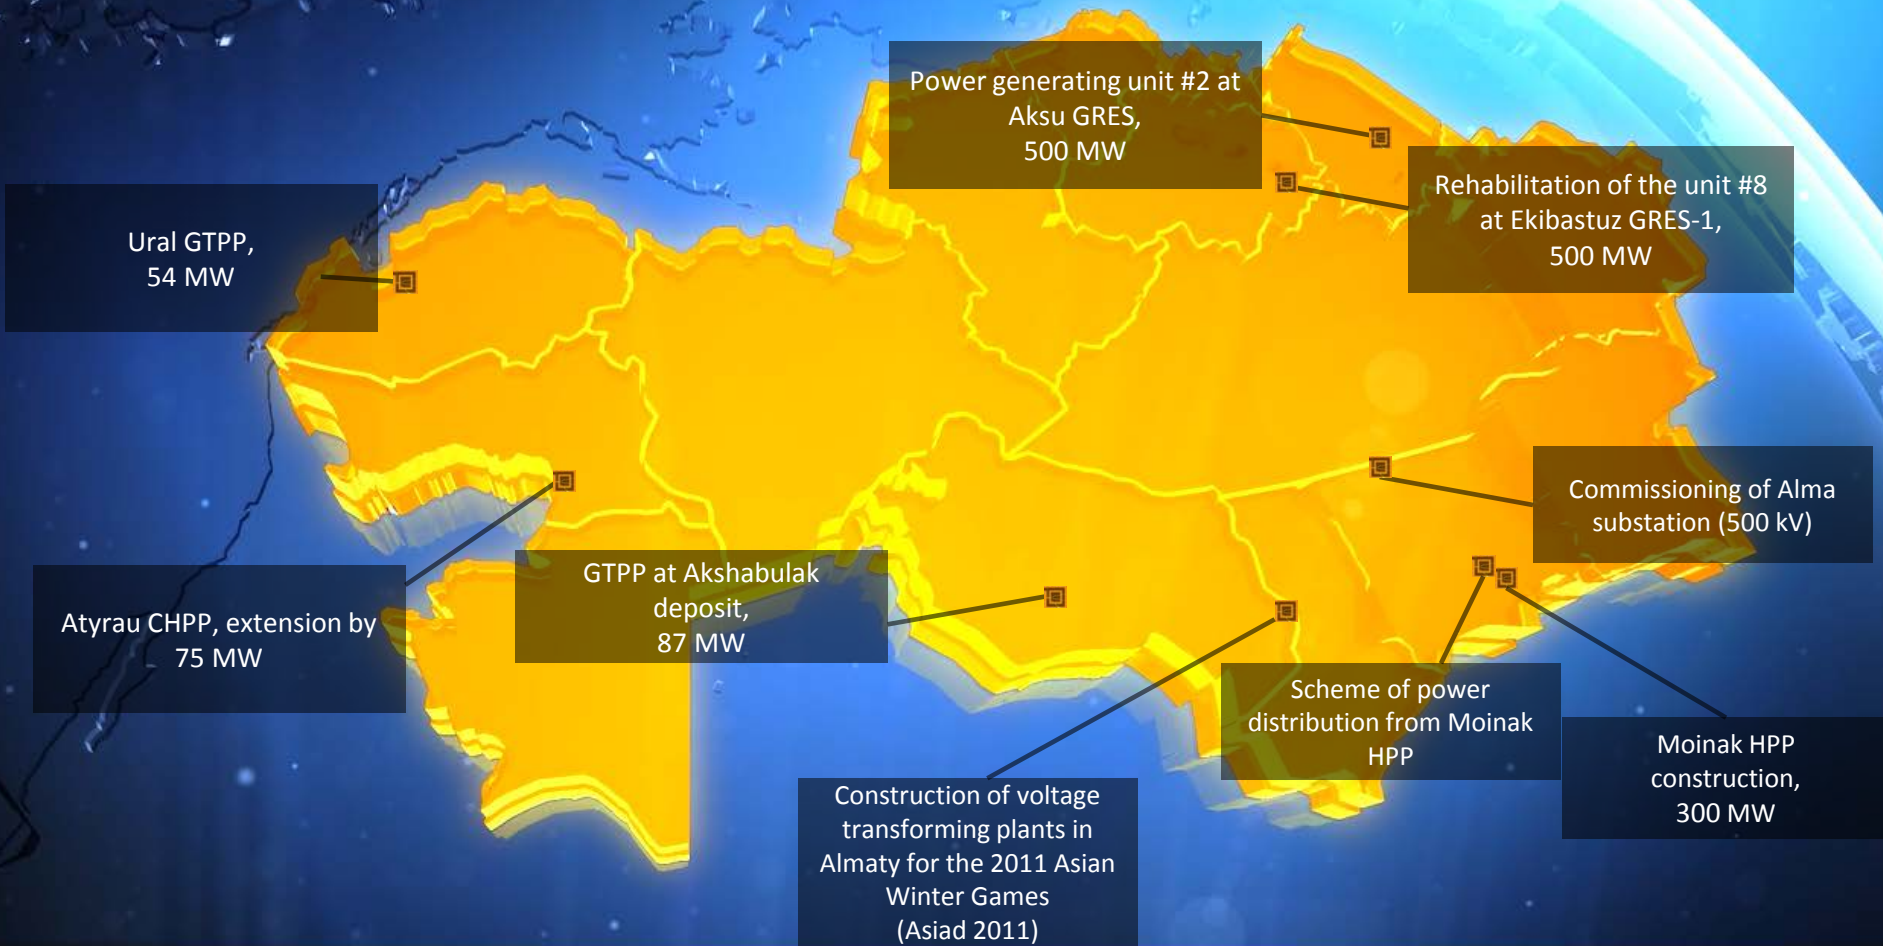 Power generating unit #2 at
Aksu GRES,
500 MW
Rehabilitation of the unit #8
at Ekibastuz GRES-1,
500 MW
Ural GTPP,
54 MW
Commissioning of Alma
substation (500 kV)
GTPP at Akshabulak
deposit,
87 MW
Atyrau CHPP, extension by
75 MW
Scheme of power
distribution from Moinak
HPP
Moinak HPP
construction,
300 MW
Construction of voltage
transforming plants in
Almaty for the 2011 Asian
Winter Games
(Asiad 2011)